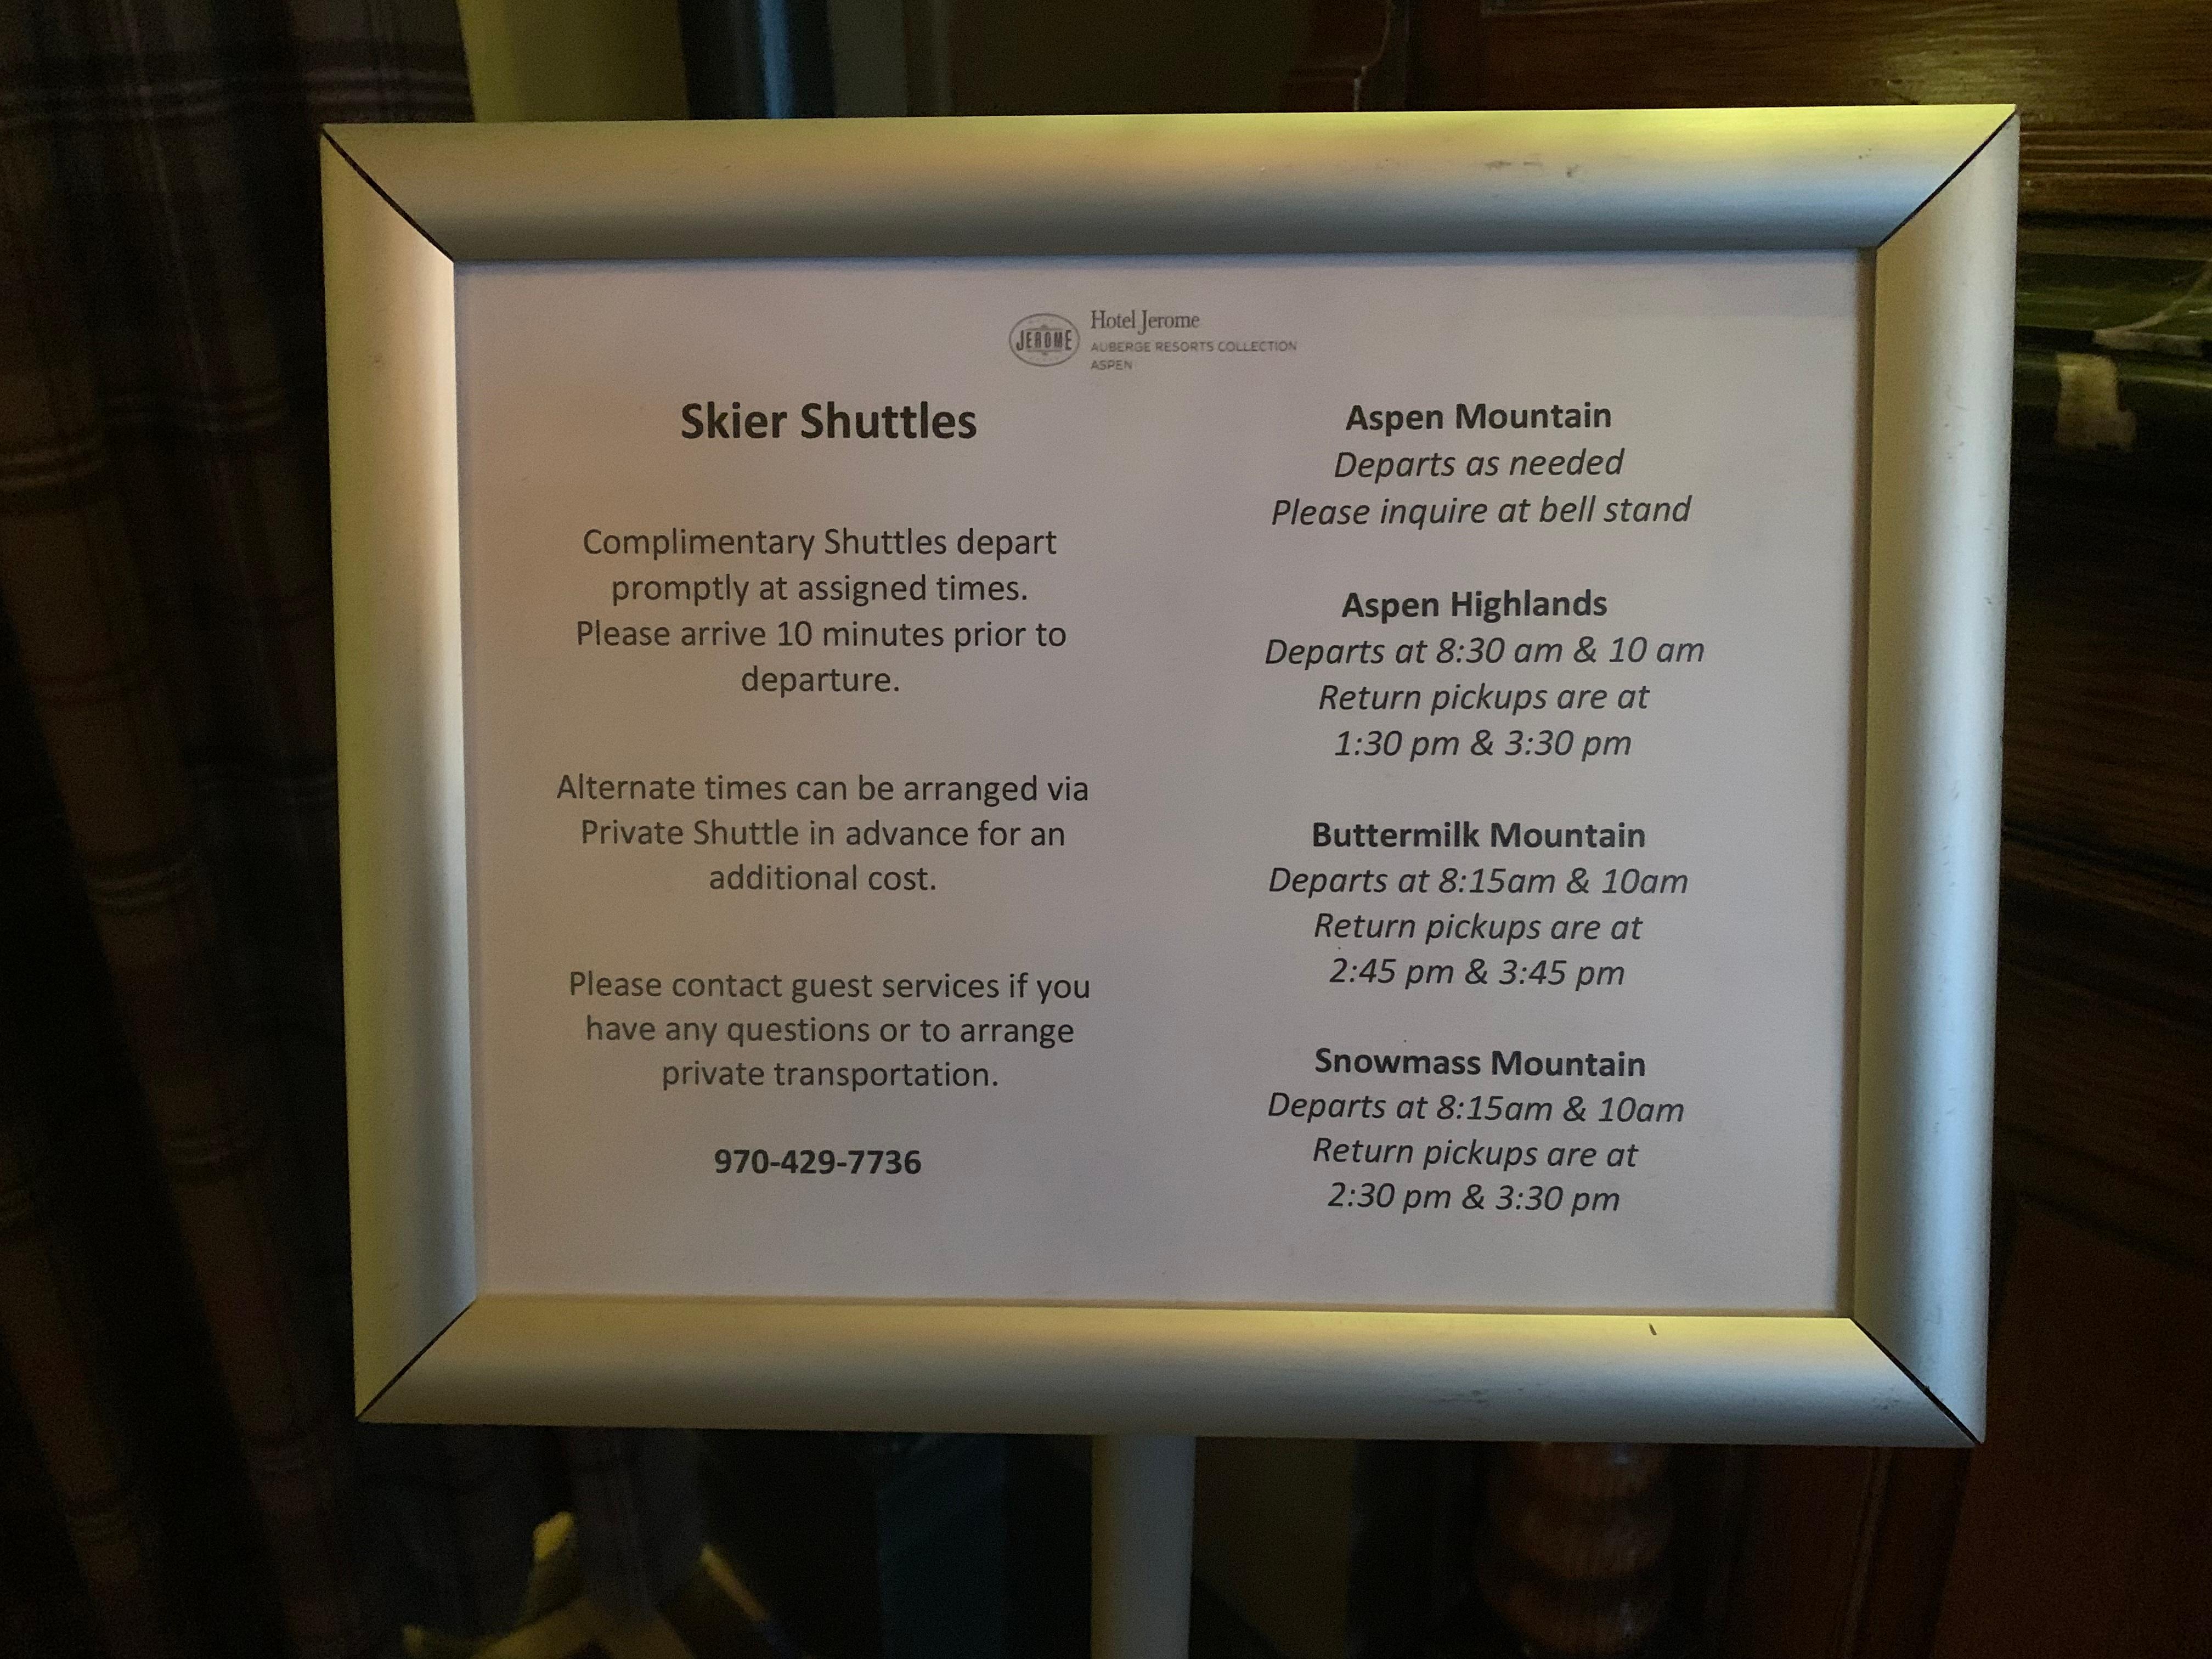 JEROME
Hotel Jerome
AUBERGE RESORTS COLLECTION
ASPEN
Skier Shuttles
Complimentary Shuttles depart
promptly at assigned times.
Please arrive 10 minutes prior to
departure.
Alternate times can be arranged via
Private Shuttle in advance for an
additional cost.
Please contact guest services if you
have any questions or to arrange
private transportation.
970-429-7736
Aspen Mountain
Departs as needed
Please inquire at bell stand
Aspen Highlands
Departs at 8:30 am & 10 am
Return pickups are at
1:30 pm & 3:30 pm
Buttermilk Mountain
Departs at 8:15am & 10am
Return pickups are at
2:45 pm & 3:45 pm
Snowmass Mountain
Departs at 8:15am & 10am
Return pickups are at
2:30 pm & 3:30 pm